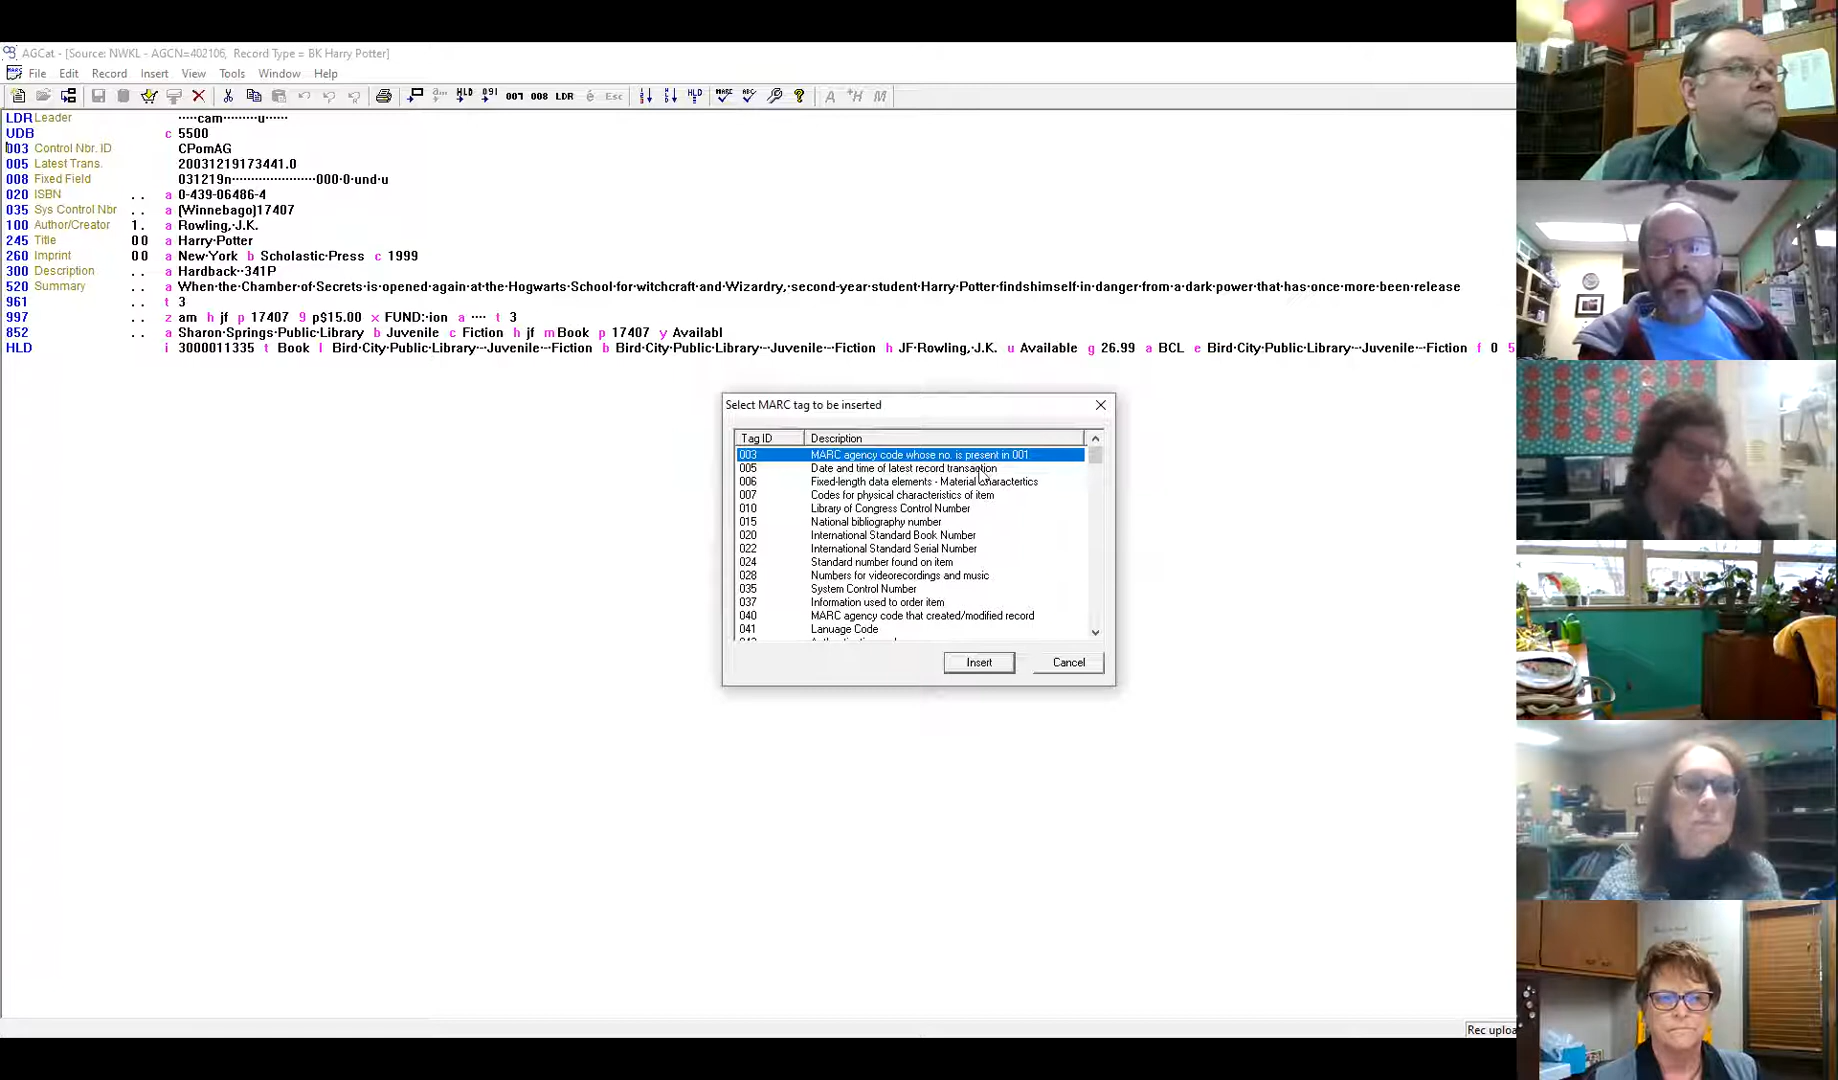 AGCat - [Source: NWKL - AGCN=402106, Record Type = BK Harry Potter]
File Edit Record Insert View Tools Window Help
HLD 091 007 008 LDR é Esc MARC ABC A +H M
LDR Leader ·····cam········u······
UDB c 5500
003 Control Nbr. ID CPomAG
005 Latest Trans. 20031219173441.0
008 Fixed Field 031219n·····················000·0·und·u
020 ISBN . . a 0-439-06486-4
035 Sys Control Nbr . . a (Winnebago)17407
100 Author/Creator 1 . a Rowling,·J.K.
245 Title 0 0 a Harry·Potter
260 Imprint 0 0 a New·York b Scholastic·Press c 1999
300 Description . . a Hardback··341P
520 Summary . . a When·the·Chamber·of·Secrets·is·opened·again·at·the·Hogwarts·School·for·witchcraft·and·Wizardry,·second-year·student·Harry·Potter·findshimself·in·danger·from·a·dark·power·that·has·once·more·been·release
961 . . t 3
997 . . z am h jf p 17407 9 p$15.00 x FUND:·ion a ···· t 3
852 . . a Sharon·Springs·Public·Library b Juvenile c Fiction h jf m Book p 17407 y Availabl
HLD i 3000011335 t Book l Bird·City·Public·Library·-·Juvenile·-·Fiction b Bird·City·Public·Library·-·Juvenile·-·Fiction h JF·Rowling,·J.K. u Available g 26.99 a BCL e Bird·City·Public·Library·-·Juvenile·-·Fiction f 0 5
Select MARC tag to be inserted
Tag ID Description
003 MARC agency code whose no. is present in 001
005 Date and time of latest record transaction
006 Fixed-length data elements - Material charactertics
007 Codes for physical characteristics of item
010 Library of Congress Control Number
015 National bibliography number
020 International Standard Book Number
022 International Standard Serial Number
024 Standard number found on item
028 Numbers for videorecordings and music
035 System Control Number
037 Information used to order item
040 MARC agency code that created/modified record
041 Lanuage Code
Insert Cancel
Rec uploa